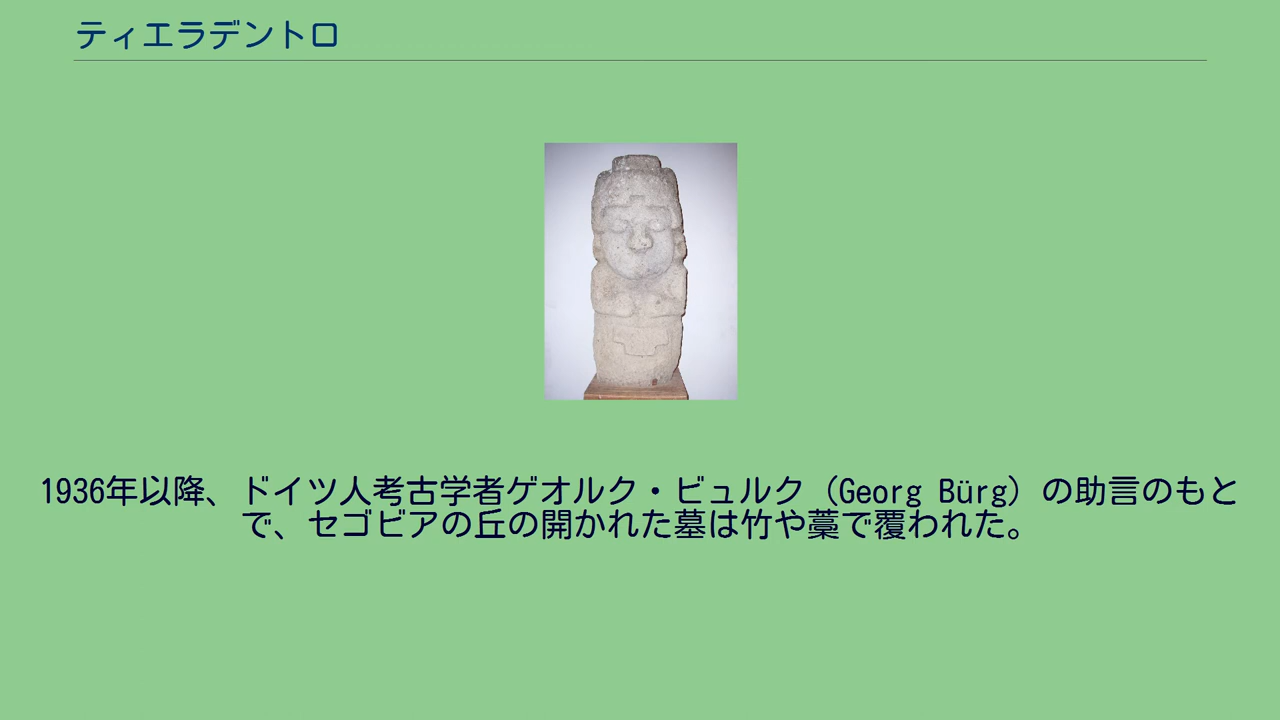 ティエラデントロ
1936年以降、ドイツ人考古学者ゲオルク・ビュルク（Georg Bürg）の助言のもと
で、セゴビアの丘の開かれた墓は竹や藁で覆われた。